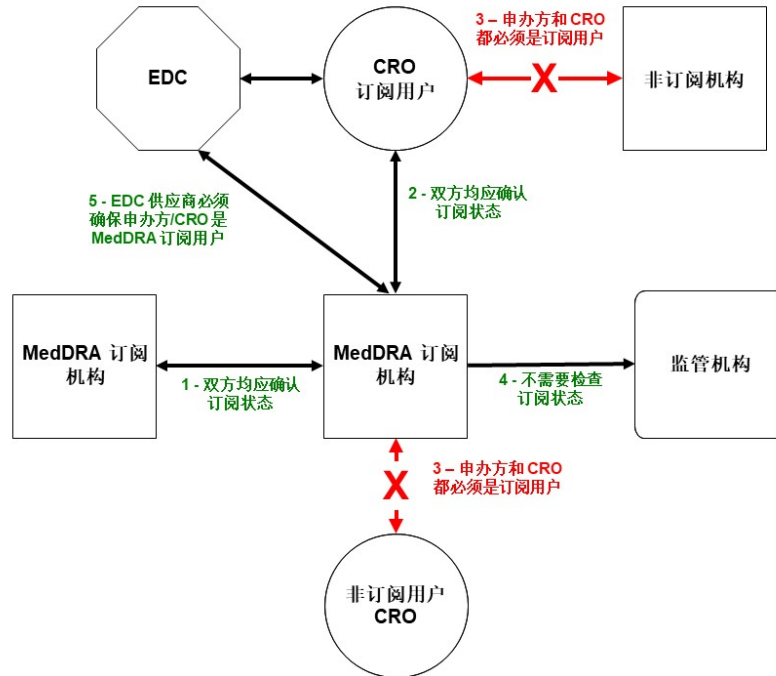 3 – 申办方和 CRO
都必须是订阅用户
EDC
CRO
订阅用户
非订阅机构
5 - EDC 供应商必须
确保申办方/CRO 是
MedDRA 订阅用户
2 - 双方均应确认
订阅状态
MedDRA 订阅
机构
1 - 双方均应确认
订阅状态
MedDRA 订阅
机构
4 - 不需要检查
订阅状态
监管机构
X
X
3 – 申办方和 CRO
都必须是订阅用户
非订阅用户
CRO